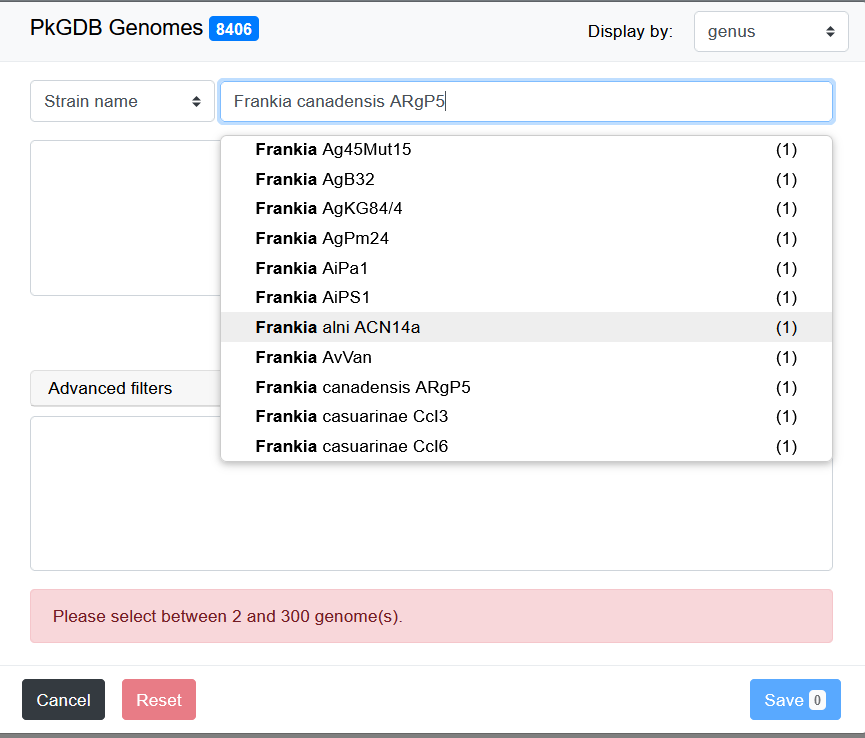 PkGDB Genomes 8406 Display by: genus
Strain name Frankia canadensis ARgP5
Frankia Ag45Mut15 (1)
Frankia AgB32 (1)
Frankia AgKG84/4 (1)
Frankia AgPm24 (1)
Frankia AiPa1 (1)
Frankia AiPS1 (1)
Frankia alni ACN14a (1)
Frankia AvVan (1)
Advanced filters
Frankia canadensis ARgP5 (1)
Frankia casuarinae CcI3 (1)
Frankia casuarinae CcI6 (1)
Please select between 2 and 300 genome(s).
Cancel Reset Save 0